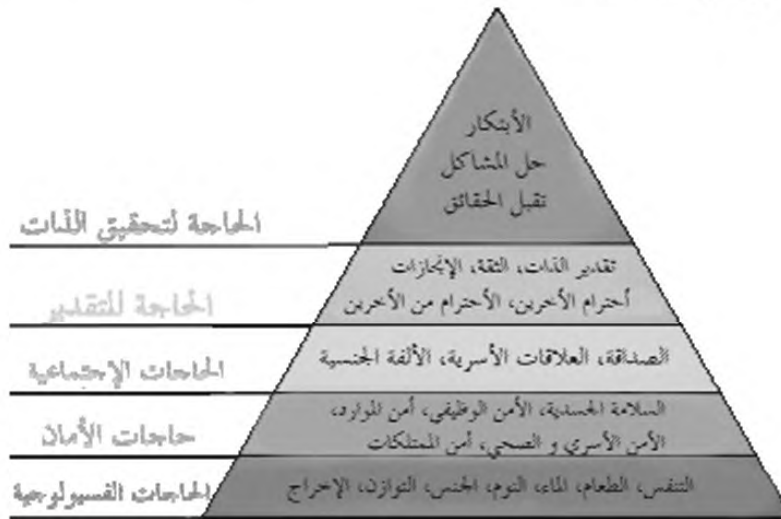 الأبتكار
حل المشاكل
تقبل الحقائق
الحاجة لتحقيق الذات
تقدير الذات، الثقة، الإنجازات
أحترام الأخرين، الأحترام من الأخرين
الحاجة للتقدير
الصداقة، العلاقات الأسرية، الألفة الجنسية
الحاجات الإجتماعية
السلامة الجسدية، الأمن الوظيفي، أمن الموارد،
الأمن الأسري و الصحي، أمن الممتلكات
حاجات الأمان
التنفس، الطعام، الماء، النوم، الجنس، التوازن، الإخراج
الحاجات الفسيولوجية